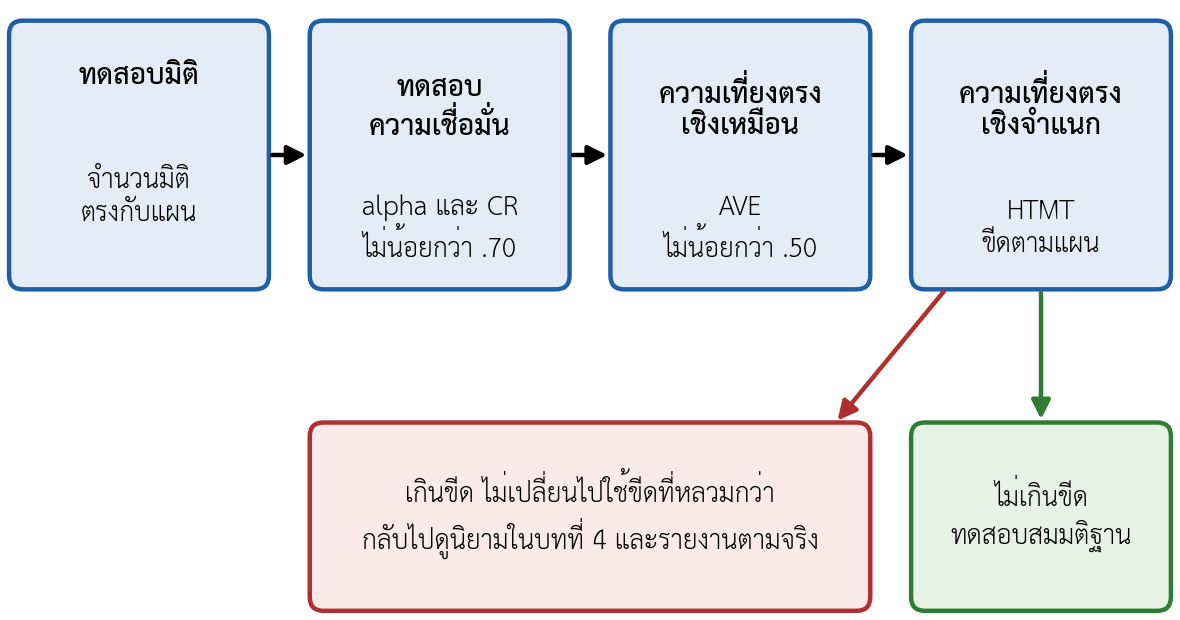 ทดสอบมิติ
จำนวนมิติ
ตรงกับแผน
ทดสอบ
ความเชื่อมั่น
alpha และ CR
ไม่น้อยกว่า .70
ความเที่ยงตรง
เชิงเหมือน
AVE
ไม่น้อยกว่า .50
ความเที่ยงตรง
เชิงจำแนก
HTMT
ขีดตามแผน
เกินขีด ไม่เปลี่ยนไปใช้ขีดที่หลวมกว่า
กลับไปดูนิยามในบทที่ 4 และรายงานตามจริง
ไม่เกินขีด
ทดสอบสมมติฐาน